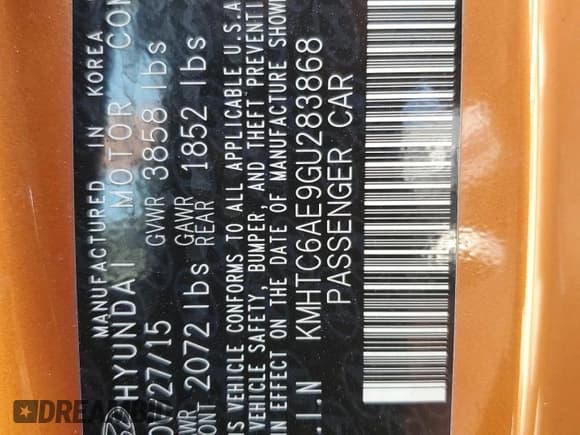 MANUFACTURED IN KOREA
HYUNDAI MOTOR CO
/27/15 GVWR 3858 lbs
GAWR
2072 lbs REAR 1852 lbs
VEHICLE CONFORMS TO ALL APPLICABLE U.S.A
VEHICLE SAFETY, BUMPER, AND THEFT PREVENTI
IN EFFECT ON THE DATE OF MANUFACTURE SHOW
.I.N KMHTC6AE9GU283868
PASSENGER CAR